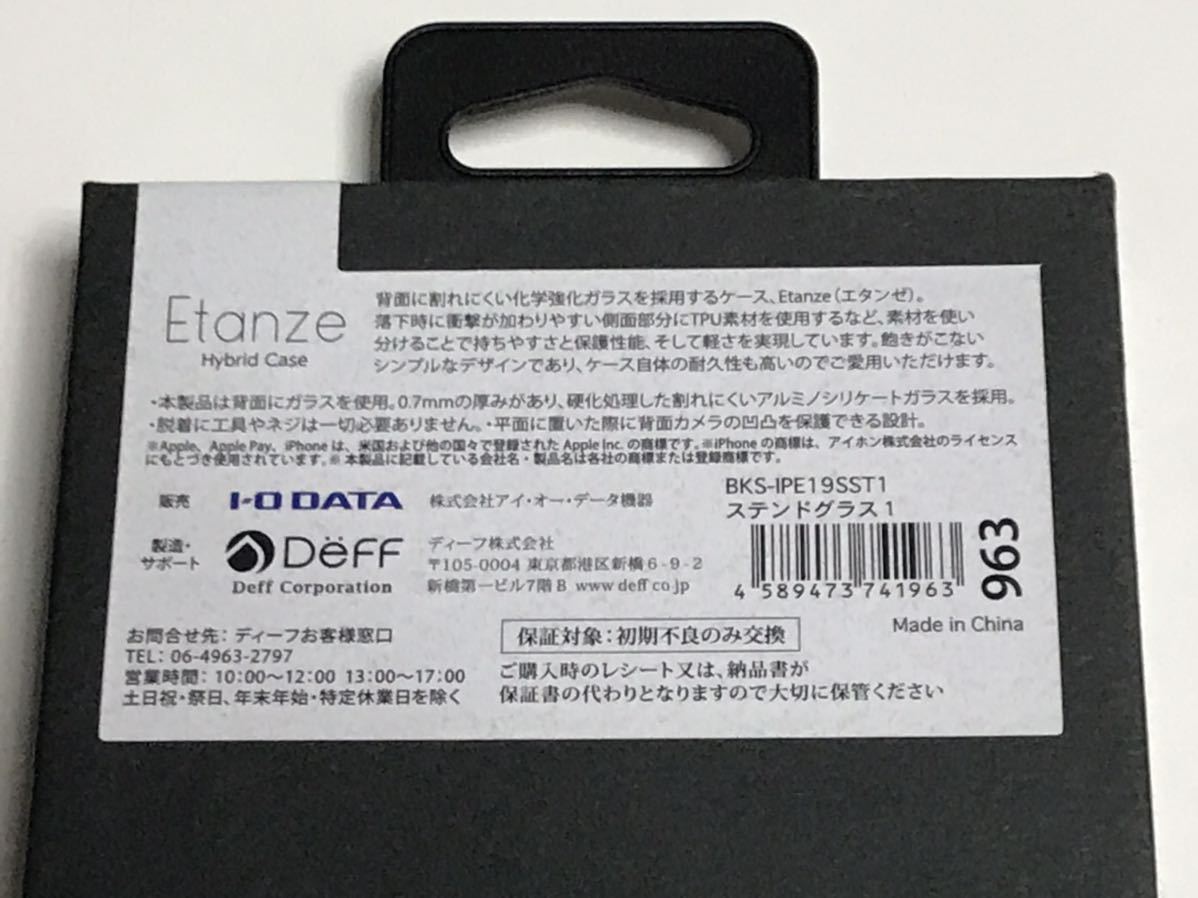 Etanze
Hybrid Case
背面に割れにくい化学強化ガラスを採用するケース、Etanze（エタンゼ）。
落下時に衝撃が加わりやすい側面部分にTPU素材を使用するなど、素材を使い
分けることで持ちやすさと保護性能、そして軽さを実現しています。飽きがこない
シンプルなデザインであり、ケース自体の耐久性も高いのでご愛用いただけます。
・本製品は背面にガラスを使用。0.7mmの厚みがあり、硬化処理した割れにくいアルミノシリケートガラスを採用。
・脱着に工具やネジは一切必要ありません。・平面に置いた際に背面カメラの凹凸を保護できる設計。
※Apple、Apple Pay、iPhone は、米国および他の国々で登録された Apple Inc. の商標です。※iPhone の商標は、アイホン株式会社のライセンス
にもとづき使用されています。※ 本製品に記載している会社名・製品名は各社の商標または登録商標です。
販売 I-O DATA 株式会社アイ・オー・データ機器
製造・
サポート
DëFF
Deff Corporation
ディーフ株式会社
〒105-0004 東京都港区新橋６-９-２
新橋第一ビル7階 B www.deff.co.jp
BKS-IPE19SST1
ステンドグラス１
4 589473 741963
963
Made in China
お問合せ先：ディーフお客様窓口
TEL：06-4963-2797
営業時間：10:00〜12:00 13:00〜17:00
土日祝・祭日、年末年始・特定休業日を除く
保証対象：初期不良のみ交換
ご購入時のレシート又は、納品書が
保証書の代わりとなりますので大切に保管ください